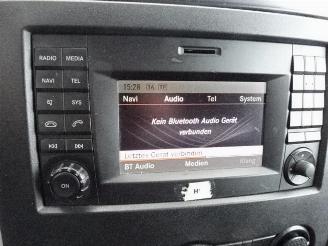 RADIO MEDIA
15:28 TA TP
NAVI TEL
Navi Audio Tel System
SYS
Kein Bluetooth Audio Gerät
verbunden
Letztes Gerät verbinden
BT Audio Medien Klang
ON